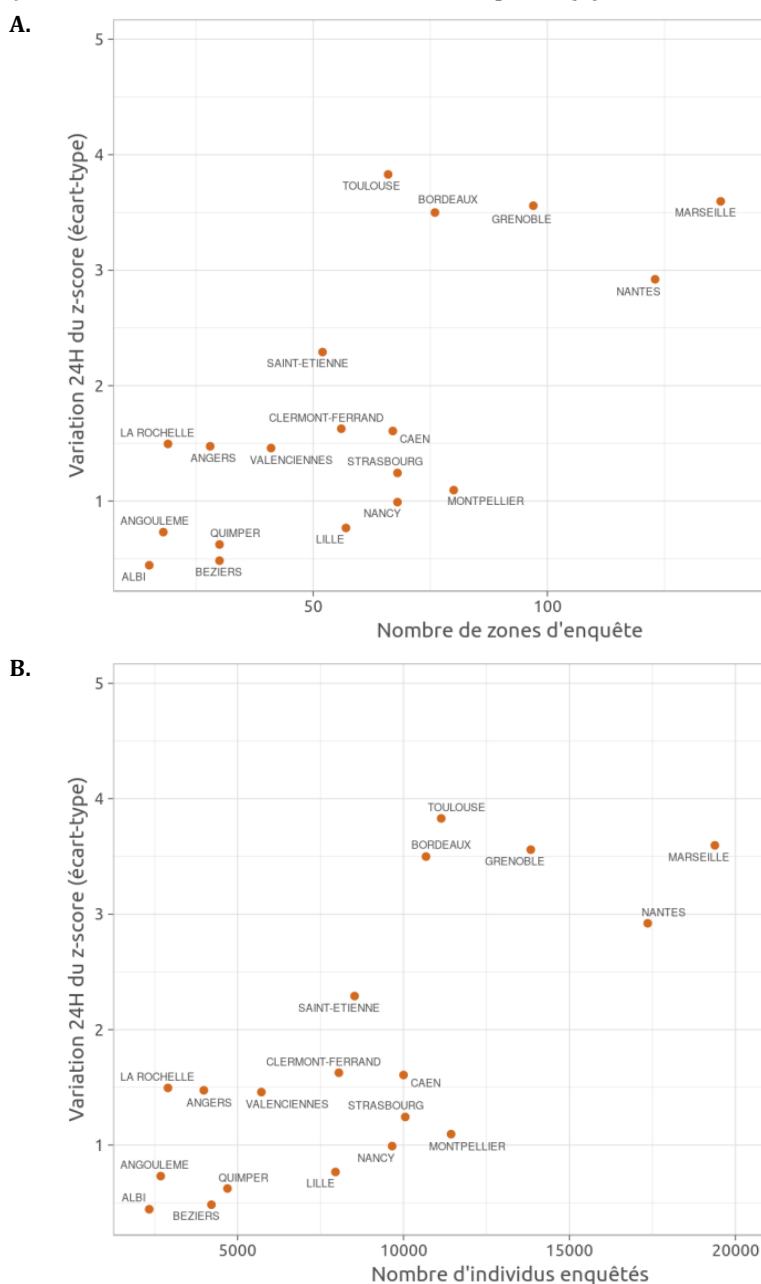 A.
5
4
3
2
1
Variation 24H du z-score (écart-type)
TOULOUSE
BORDEAUX
GRENOBLE
MARSEILLE
NANTES
SAINT-ETIENNE
CLERMONT-FERRAND
LA ROCHELLE
CAEN
ANGERS
VALENCIENNES
STRASBOURG
MONTPELLIER
NANCY
ANGOULEME
QUIMPER
LILLE
ALBI
BEZIERS
50
100
Nombre de zones d'enquête
B.
5
4
3
2
1
Variation 24H du z-score (écart-type)
TOULOUSE
BORDEAUX
GRENOBLE
MARSEILLE
NANTES
SAINT-ETIENNE
CLERMONT-FERRAND
LA ROCHELLE
CAEN
ANGERS
VALENCIENNES
STRASBOURG
MONTPELLIER
NANCY
ANGOULEME
QUIMPER
LILLE
ALBI
BEZIERS
5000
10000
15000
20000
Nombre d'individus enquêtés